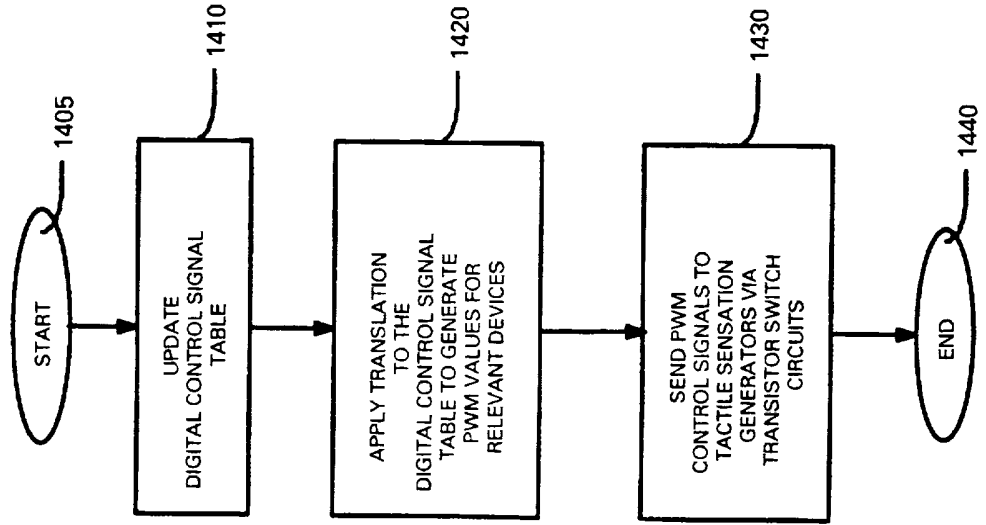 START
1405
UPDATE
DIGITAL CONTROL SIGNAL
TABLE
1410
APPLY TRANSLATION
TO THE
DIGITAL CONTROL SIGNAL
TABLE TO GENERATE
PWM VALUES FOR
RELEVANT DEVICES
1420
SEND PWM
CONTROL SIGNALS TO
TACTILE SENSATION
GENERATORS VIA
TRANSISTOR SWITCH
CIRCUITS
1430
END
1440